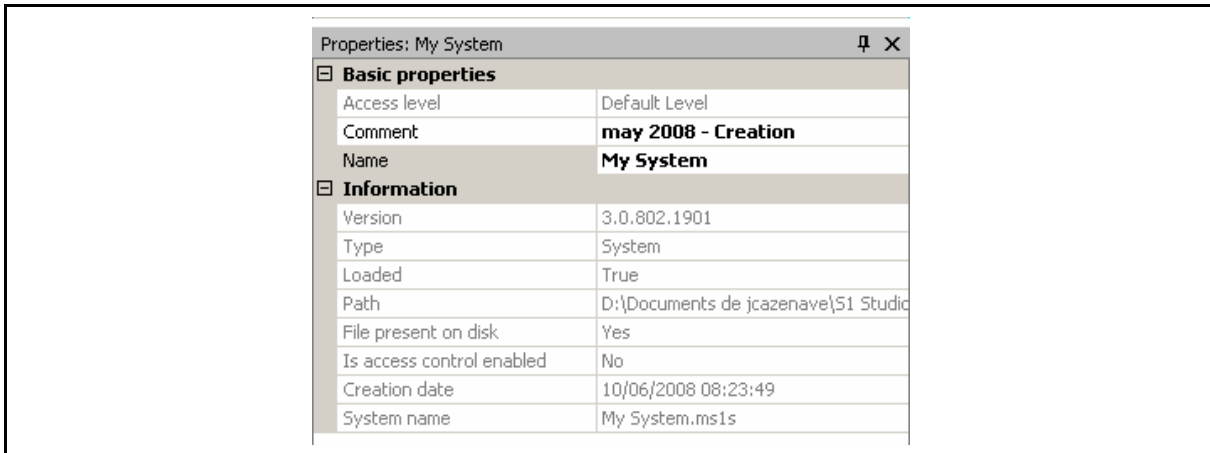 Properties: My System
Basic properties
Access level Default Level
Comment may 2008 - Creation
Name My System
Information
Version 3.0.802.1901
Type System
Loaded True
Path D:\Documents de jcazenave\S1 Studio
File present on disk Yes
Is access control enabled No
Creation date 10/06/2008 08:23:49
System name My System.ms1s